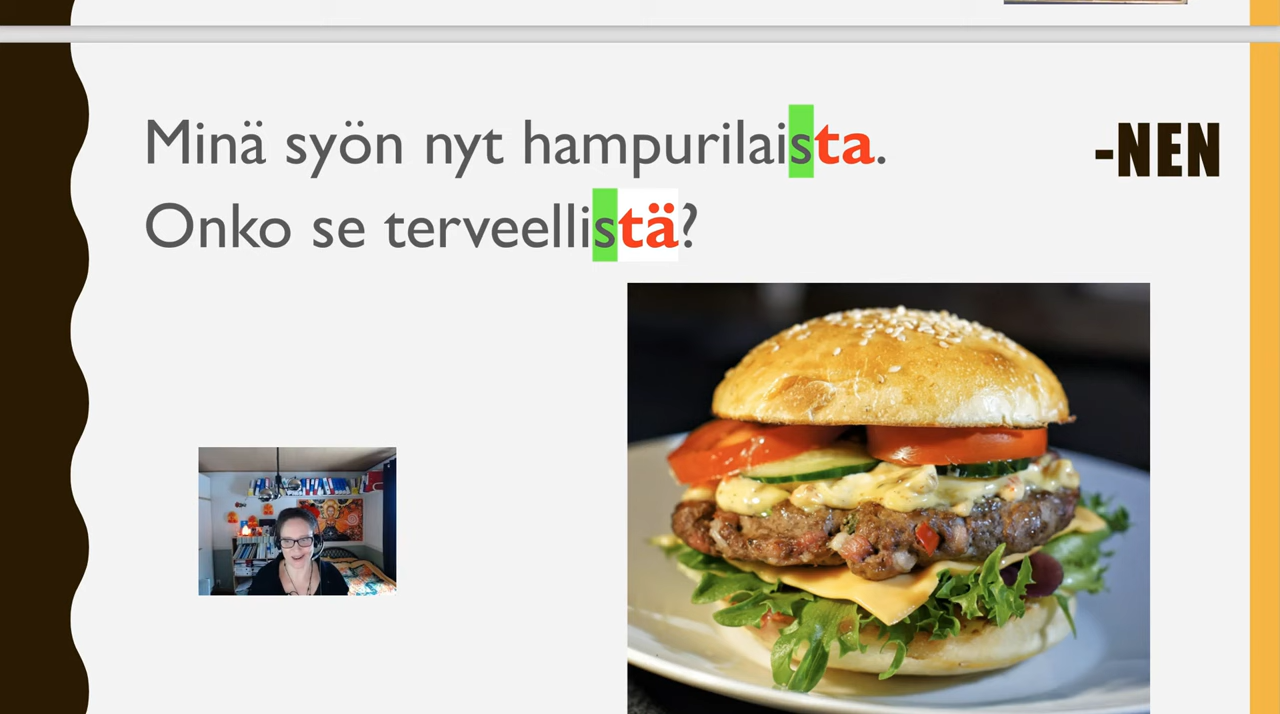 Minä syön nyt hampurilaista.
Onko se terveellistä?
-NEN